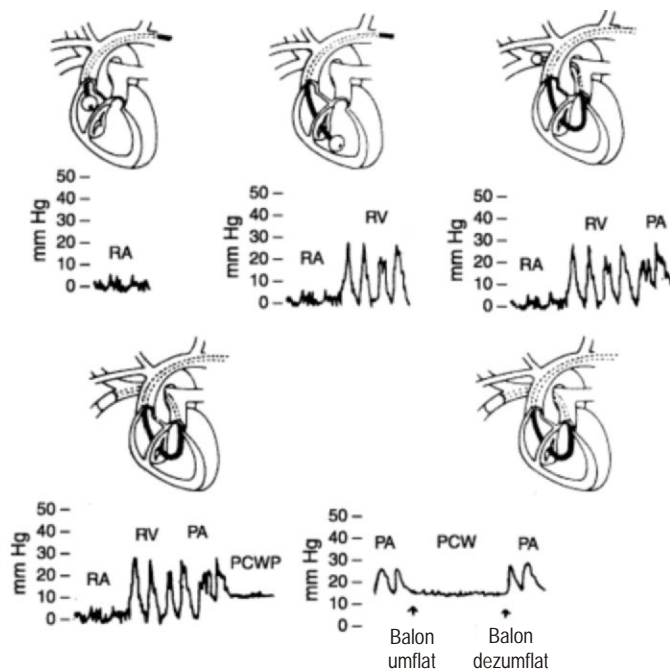 50 –
40 –
30 –
20 –
10 –
0 –
mm Hg
RA
50 –
40 –
30 –
20 –
10 –
0 –
mm Hg
RA
RV
50 –
40 –
30 –
20 –
10 –
0 –
mm Hg
RA
RV
PA
50 –
40 –
30 –
20 –
10 –
0 –
mm Hg
RA
RV
PA
PCWP
50 –
40 –
30 –
20 –
10 –
0 –
mm Hg
PA
PCW
PA
Balon
umflat
Balon
dezumflat